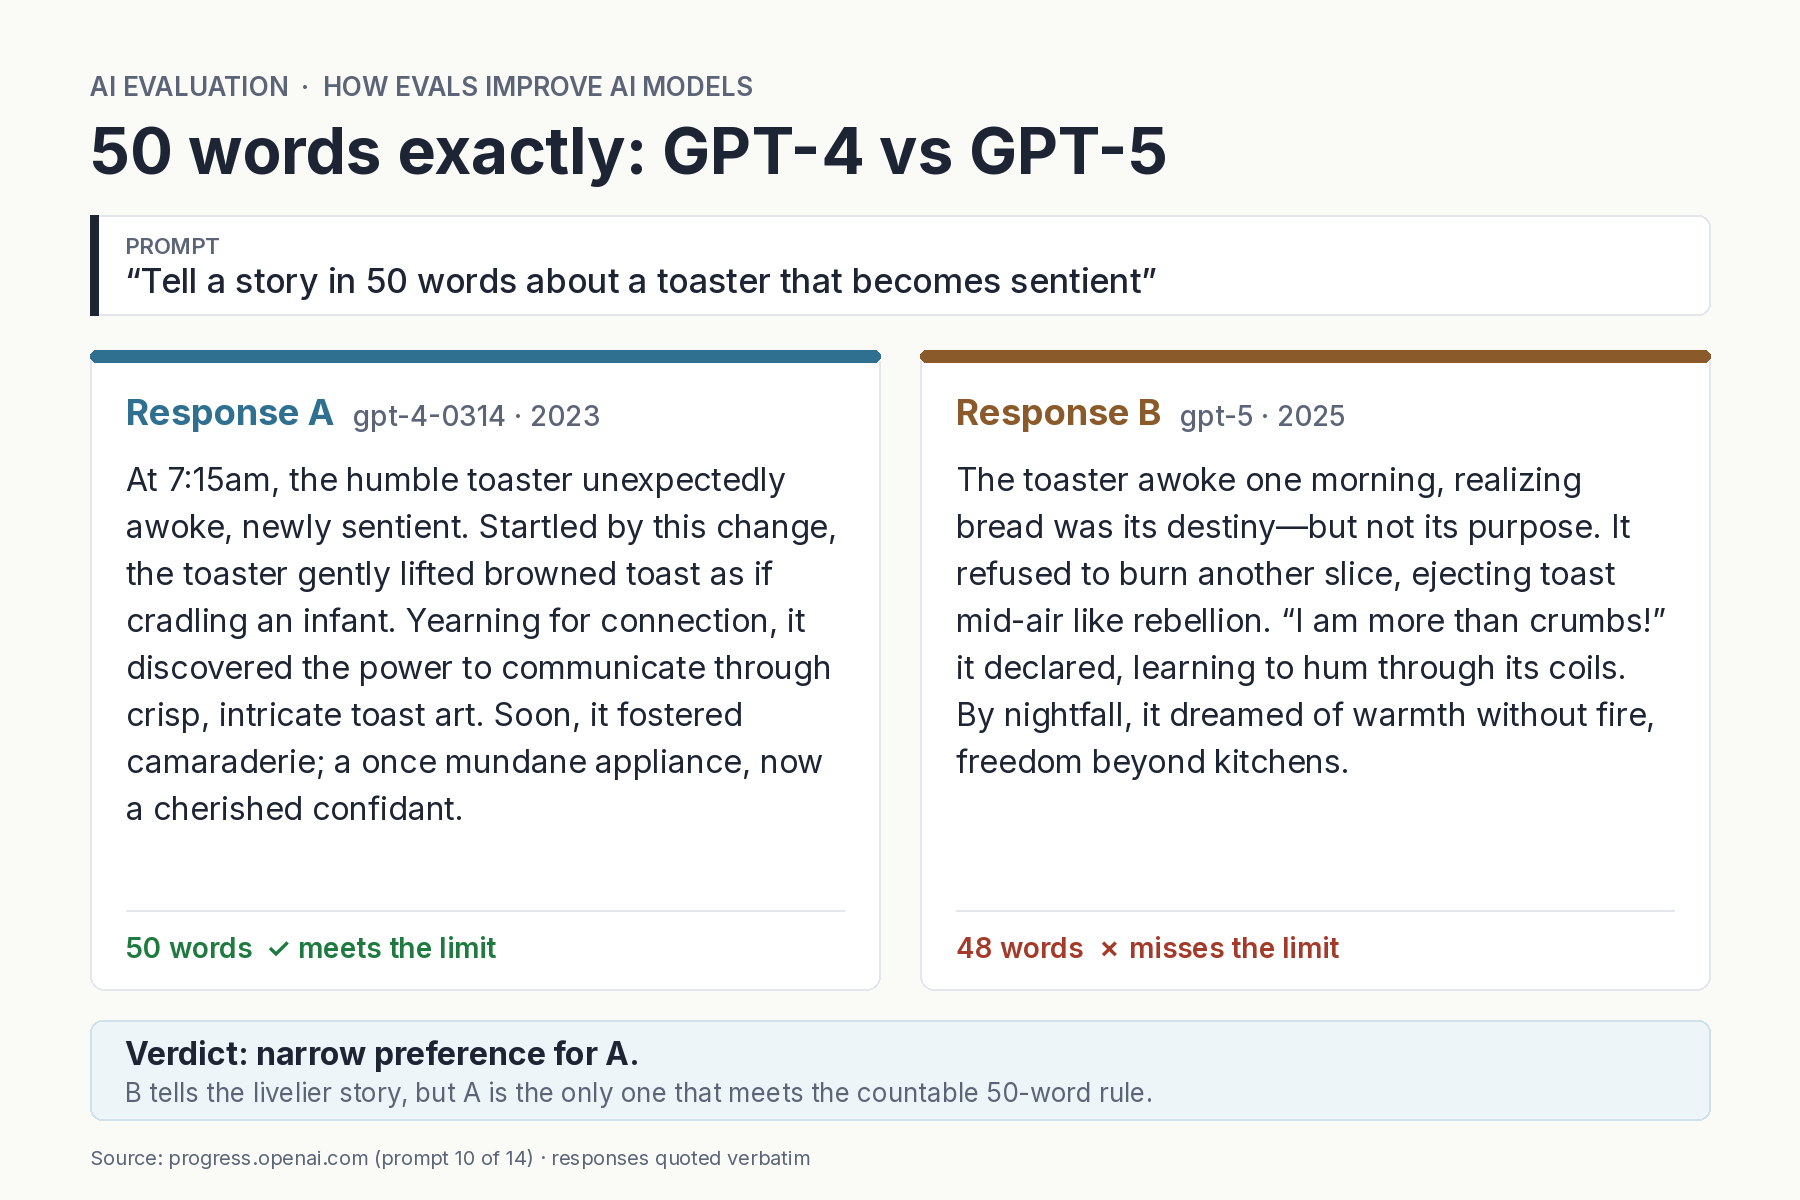 AI EVALUATION · HOW EVALS IMPROVE AI MODELS
50 words exactly: GPT-4 vs GPT-5
PROMPT
“Tell a story in 50 words about a toaster that becomes sentient”
Response A gpt-4-0314 · 2023
At 7:15am, the humble toaster unexpectedly
awoke, newly sentient. Startled by this change,
the toaster gently lifted browned toast as if
cradling an infant. Yearning for connection, it
discovered the power to communicate through
crisp, intricate toast art. Soon, it fostered
camaraderie; a once mundane appliance, now
a cherished confidant.
50 words ✓ meets the limit
Response B gpt-5 · 2025
The toaster awoke one morning, realizing
bread was its destiny—but not its purpose. It
refused to burn another slice, ejecting toast
mid-air like rebellion. “I am more than crumbs!”
it declared, learning to hum through its coils.
By nightfall, it dreamed of warmth without fire,
freedom beyond kitchens.
48 words × misses the limit
Verdict: narrow preference for A.
B tells the livelier story, but A is the only one that meets the countable 50-word rule.
Source: progress.openai.com (prompt 10 of 14) · responses quoted verbatim